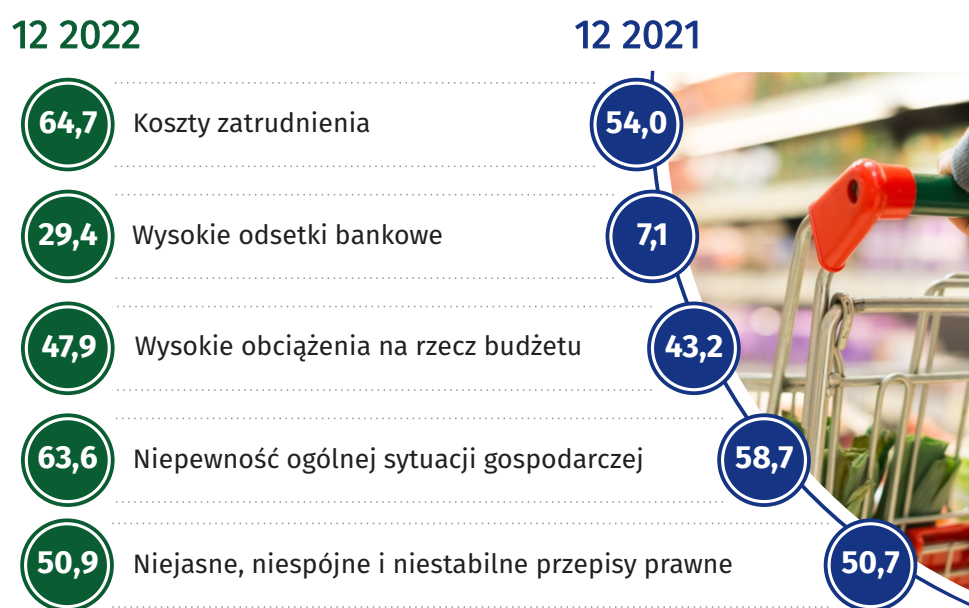 12 2022 12 2021
64,7 Koszty zatrudnienia 54,0
29,4 Wysokie odsetki bankowe 7,1
47,9 Wysokie obciążenia na rzecz budżetu 43,2
63,6 Niepewność ogólnej sytuacji gospodarczej 58,7
50,9 Niejasne, niespójne i niestabilne przepisy prawne 50,7